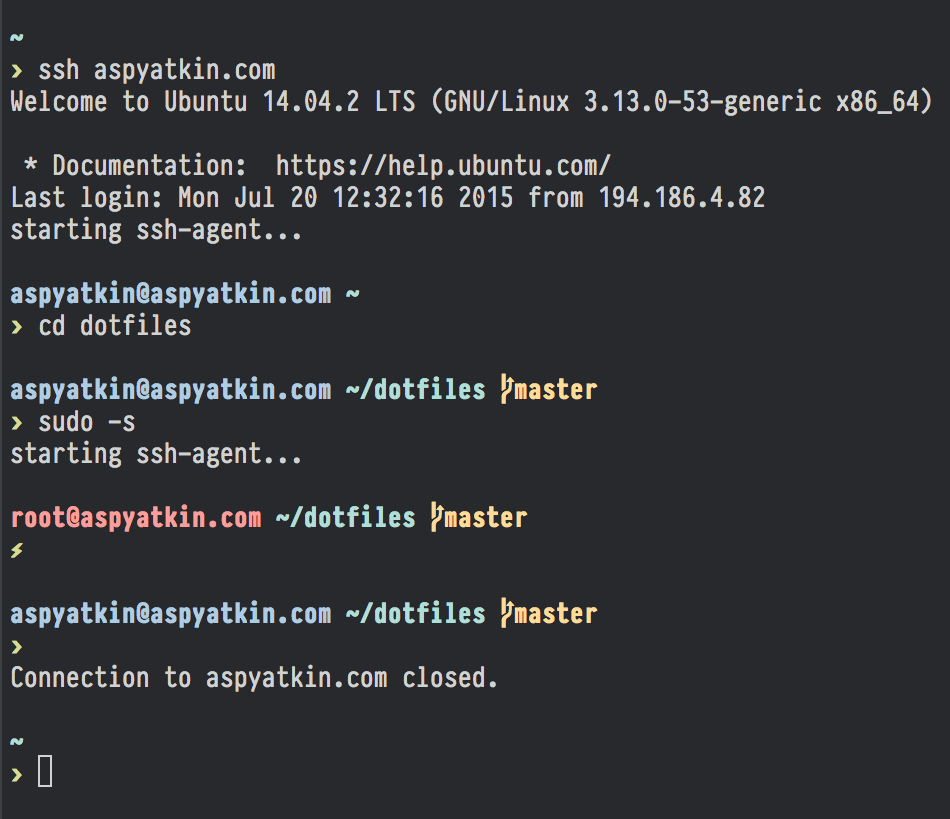 ~
› ssh aspyatkin.com
Welcome to Ubuntu 14.04.2 LTS (GNU/Linux 3.13.0-53-generic x86_64)
* Documentation:  https://help.ubuntu.com/
Last login: Mon Jul 20 12:32:16 2015 from 194.186.4.82
starting ssh-agent...
aspyatkin@aspyatkin.com ~
› cd dotfiles
aspyatkin@aspyatkin.com ~/dotfiles ᚴmaster
› sudo -s
starting ssh-agent...
root@aspyatkin.com ~/dotfiles ᚴmaster
⚡
aspyatkin@aspyatkin.com ~/dotfiles ᚴmaster
›
Connection to aspyatkin.com closed.
~
›